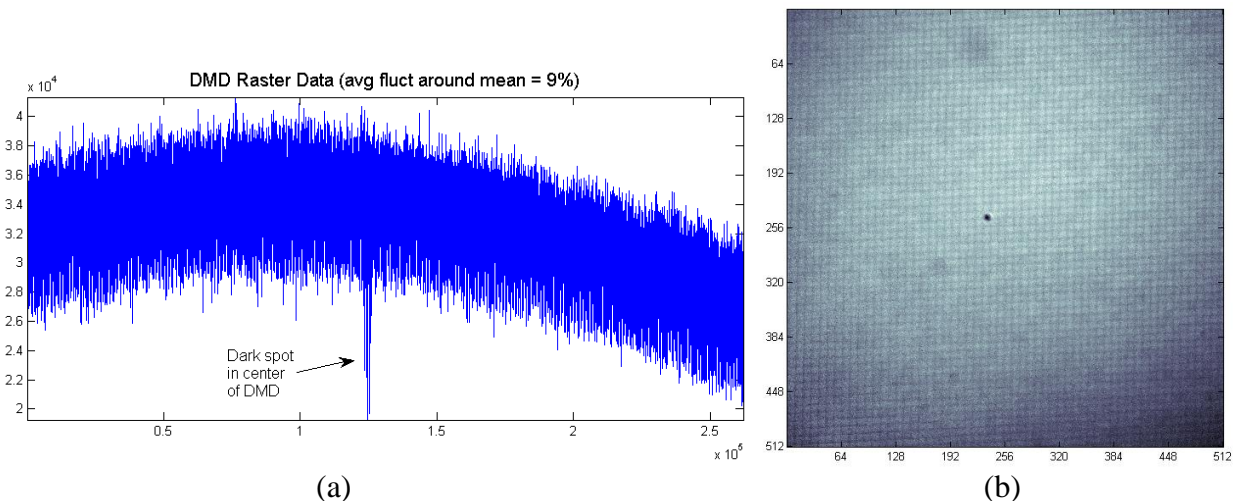 DMD Raster Data (avg fluct around mean = 9%)
x 10^4
4
3.8
3.6
3.4
3.2
3
2.8
2.6
2.4
2.2
2
Dark spot
in center
of DMD
0.5 1 1.5 2 2.5
x 10^5
(a)
64
128
192
256
320
384
448
512
64 128 192 256 320 384 448 512
(b)